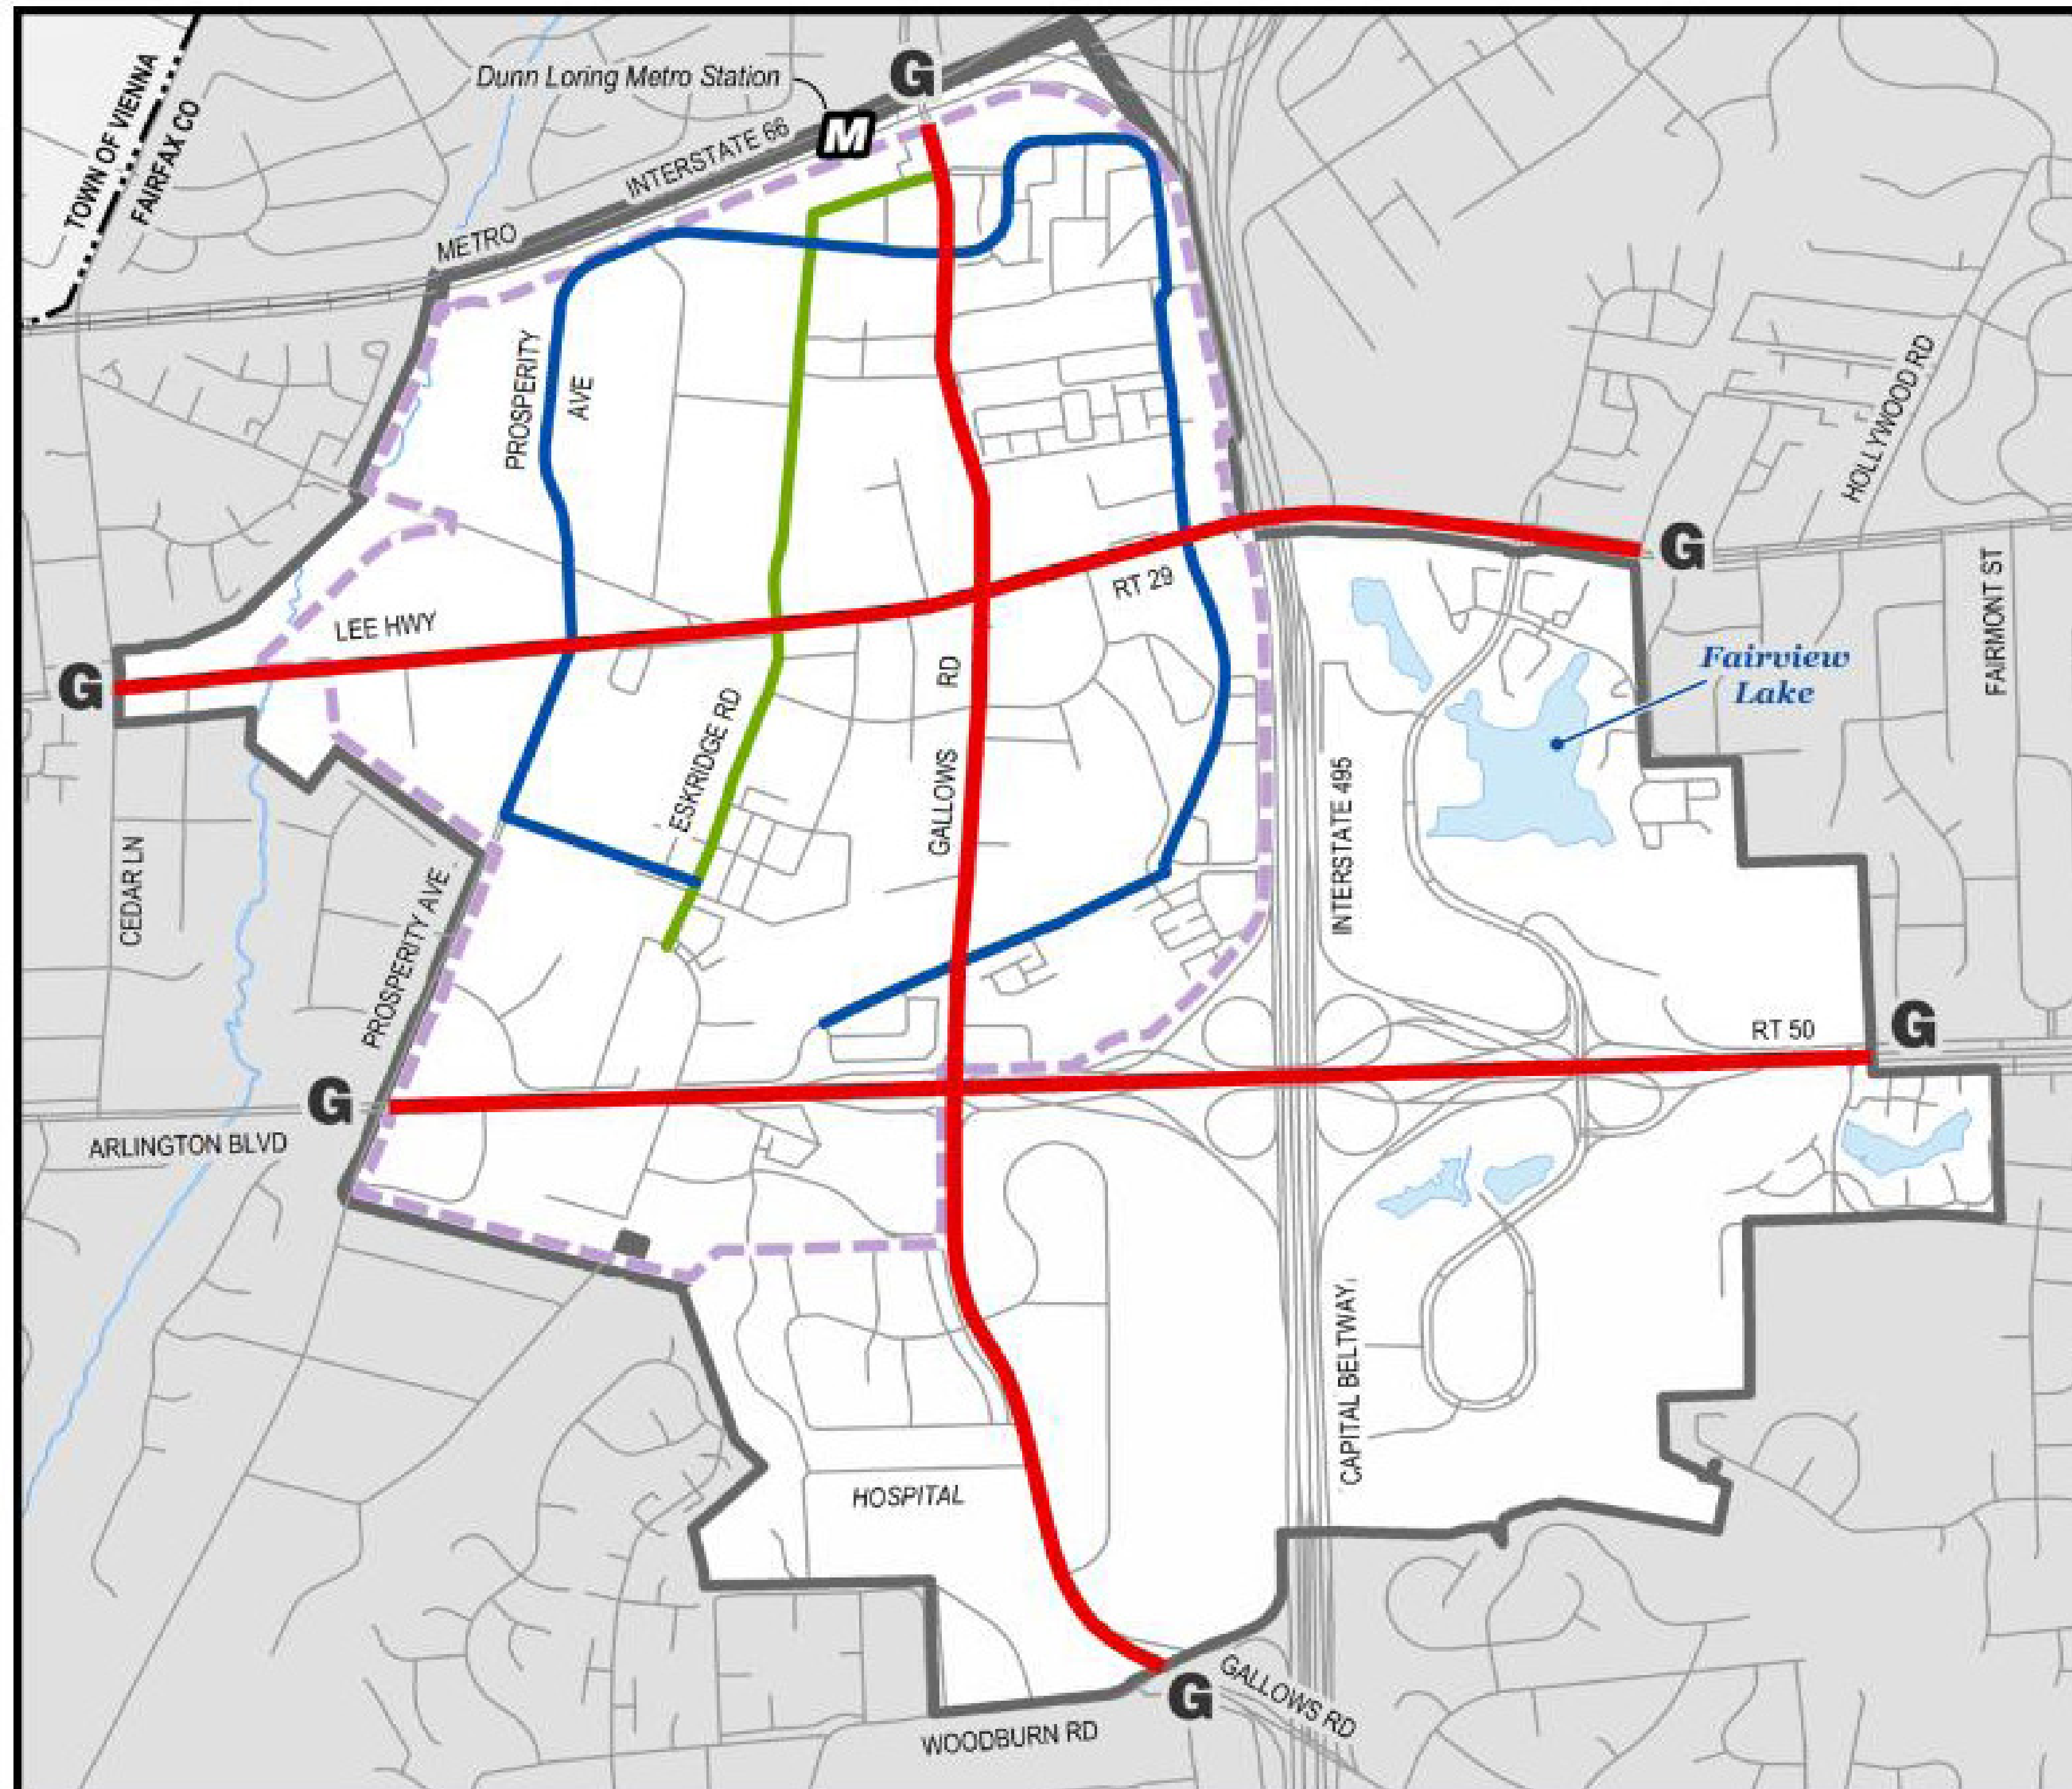 TOWN OF VIENNA
FAIRFAX CO
Dunn Loring Metro Station
G
M
INTERSTATE 66
METRO
PROSPERITY
AVE
HOLLYWOOD RD
G
RT 29
LEE HWY
G
FAIRMONT ST
Fairview
Lake
RD
ESKRIDGE RD
GALLOWS
INTERSTATE 495
CEDAR LN
PROSPERITY AVE
RT 50
G
G
ARLINGTON BLVD
CAPITAL BELTWAY
HOSPITAL
G
GALLOWS RD
WOODBURN RD